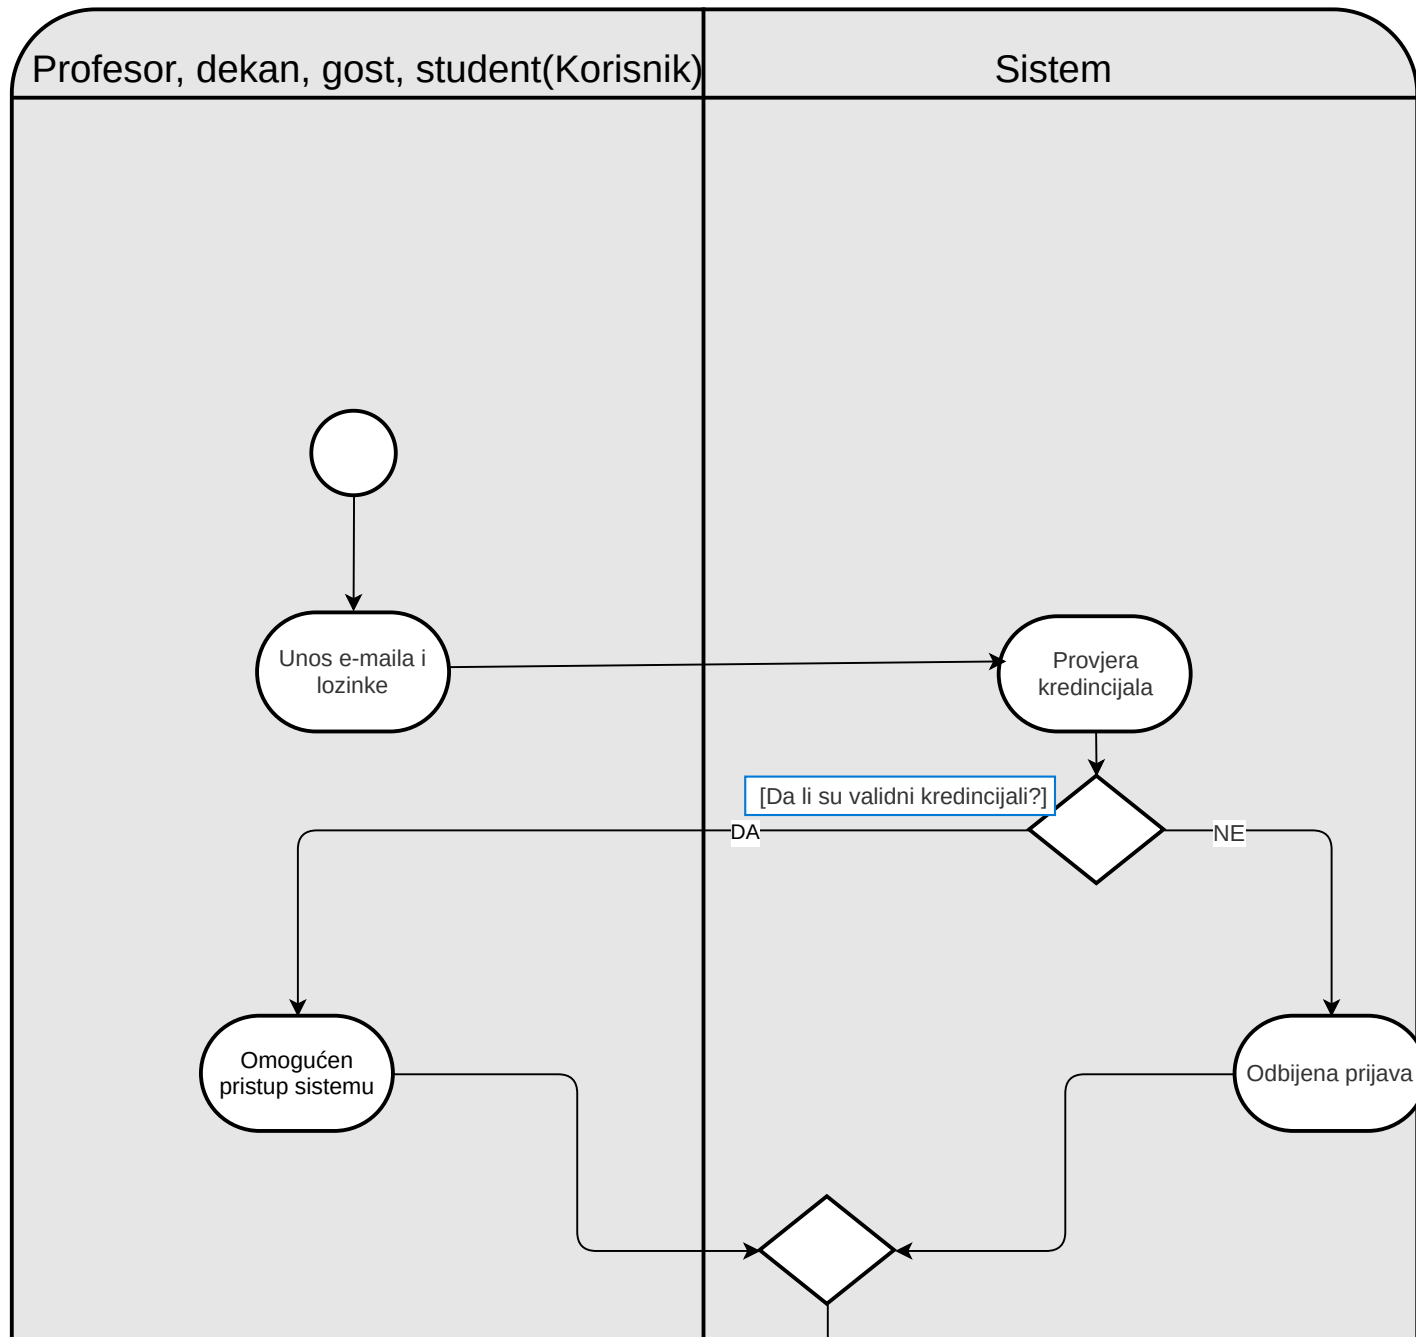 Profesor, dekan, gost, student(Korisnik)
Sistem
Unos e-maila i
lozinke
Provjera
kredincijala
[Da li su validni kredincijali?]
DA
NE
Omogućen
pristup sistemu
Odbijena prijava